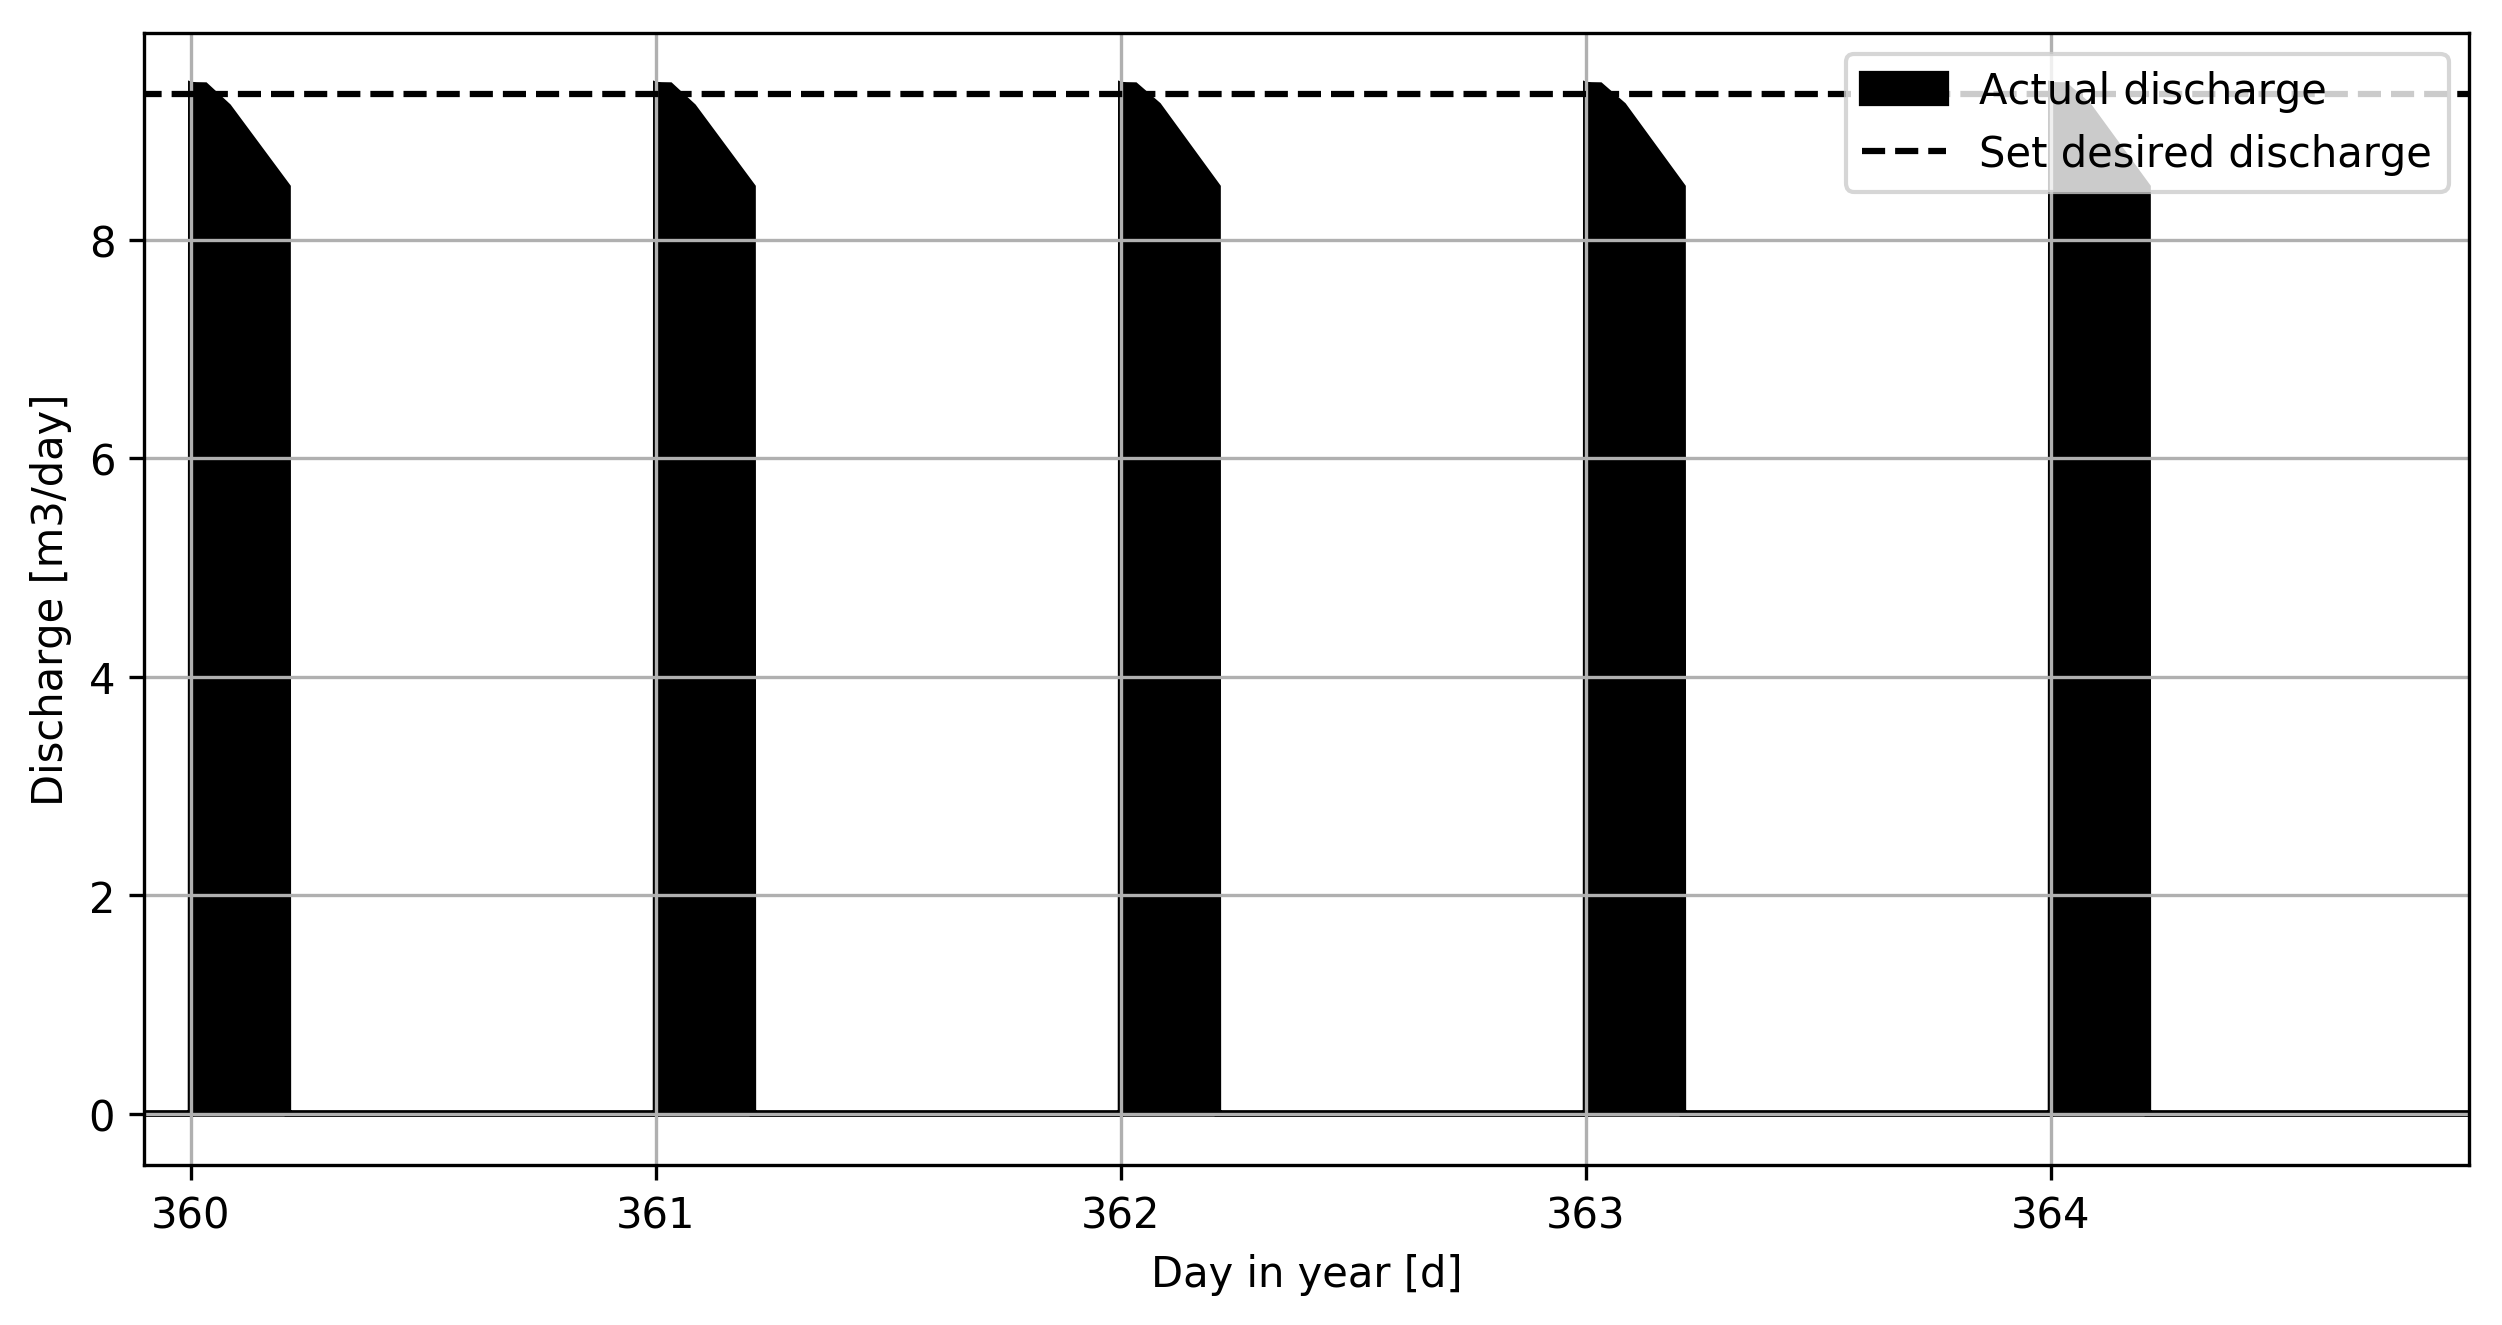 Actual discharge
Set desired discharge
8
6
4
2
0
Discharge [m3/day]
360 361 362 363 364
Day in year [d]